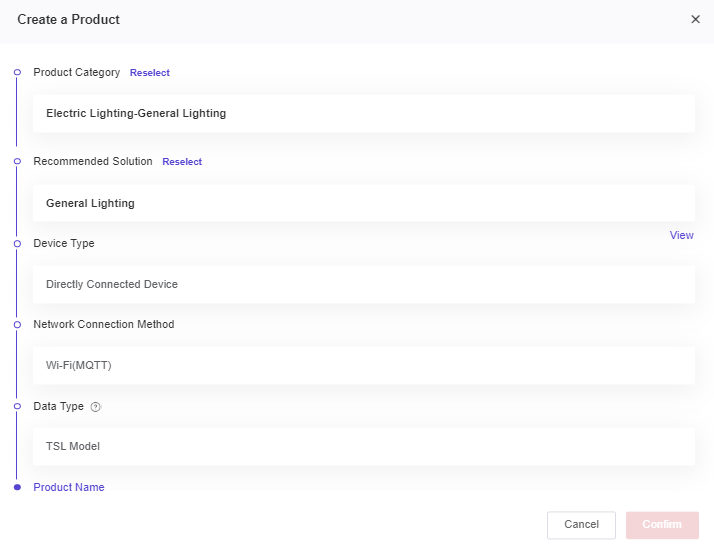 Create a Product
Product Category Reselect
Electric Lighting-General Lighting
Recommended Solution Reselect
General Lighting
View
Device Type
Directly Connected Device
Network Connection Method
Wi-Fi(MQTT)
Data Type ?
TSL Model
Product Name
Cancel Confirm